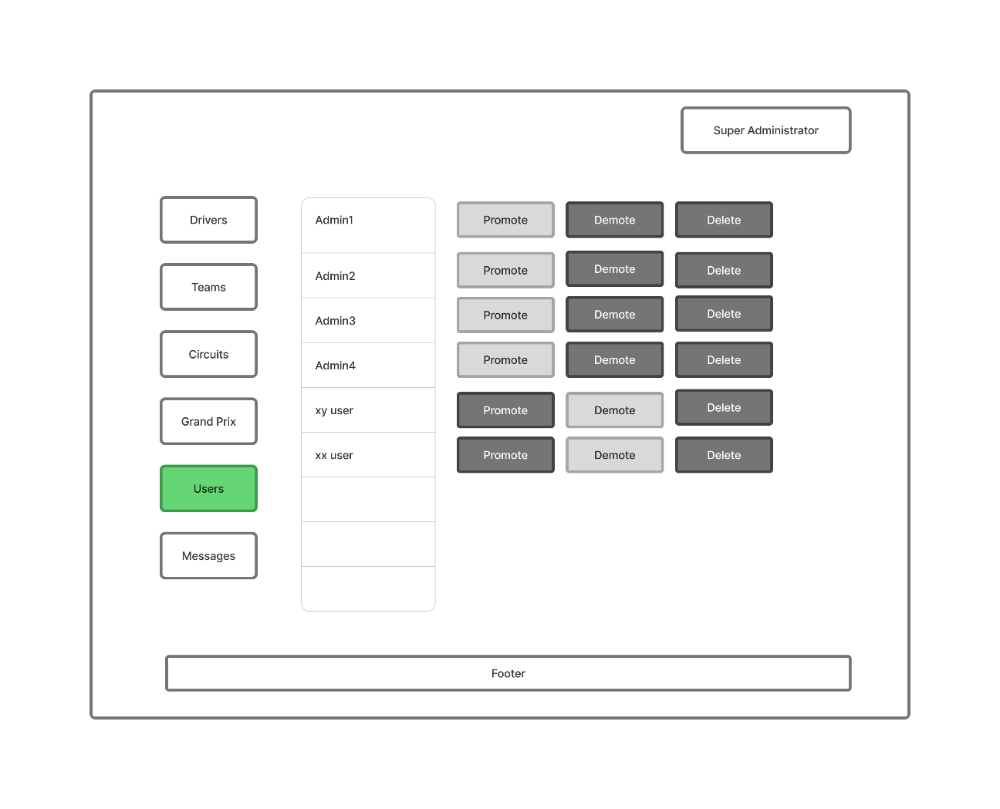 Super Administrator
Drivers
Teams
Circuits
Grand Prix
Users
Messages
Admin1 Promote Demote Delete
Admin2 Promote Demote Delete
Admin3 Promote Demote Delete
Admin4 Promote Demote Delete
xy user Promote Demote Delete
xx user Promote Demote Delete
Footer